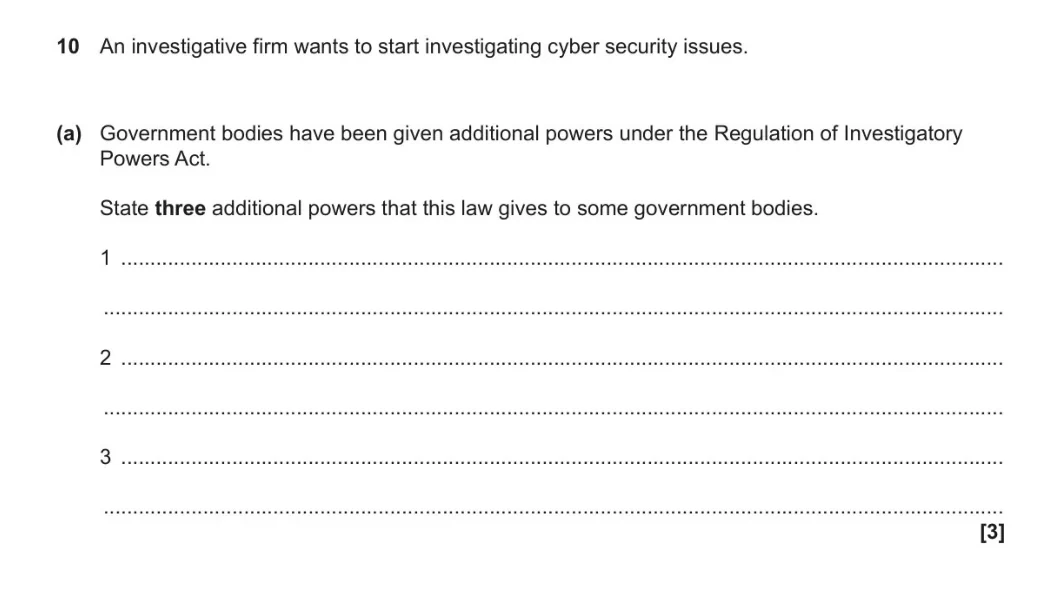 10 An investigative firm wants to start investigating cyber security issues.
(a) Government bodies have been given additional powers under the Regulation of Investigatory
Powers Act.
State three additional powers that this law gives to some government bodies.
1 ............................................................................................................................................................
............................................................................................................................................................
2 ............................................................................................................................................................
............................................................................................................................................................
3 ............................................................................................................................................................
............................................................................................................................................................
[3]